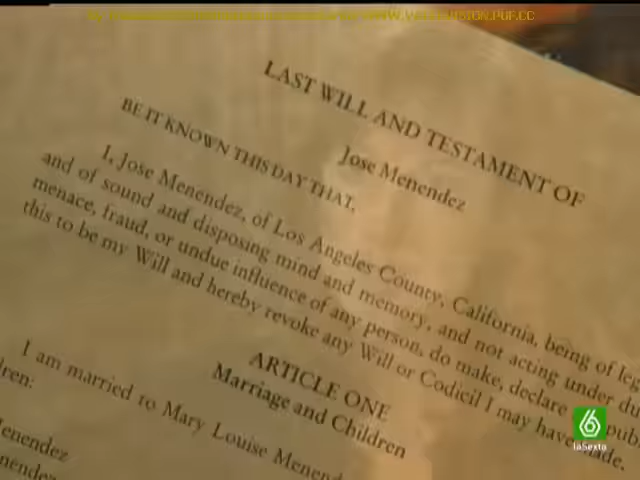 LAST WILL AND TESTAMENT OF
Jose Menendez
BE IT KNOWN THIS DAY THAT,
I, Jose Menendez, of Los Angeles County, California, being of leg
and of sound and disposing mind and memory, and not acting under du
menace, fraud, or undue influence of any person, do make, declare pub
this to be my Will and hereby revoke any Will or Codicil I may have made.
ARTICLE ONE
Marriage and Children
I am married to Mary Louise Menend
dren:
Menendez
enendez
6
laSexta